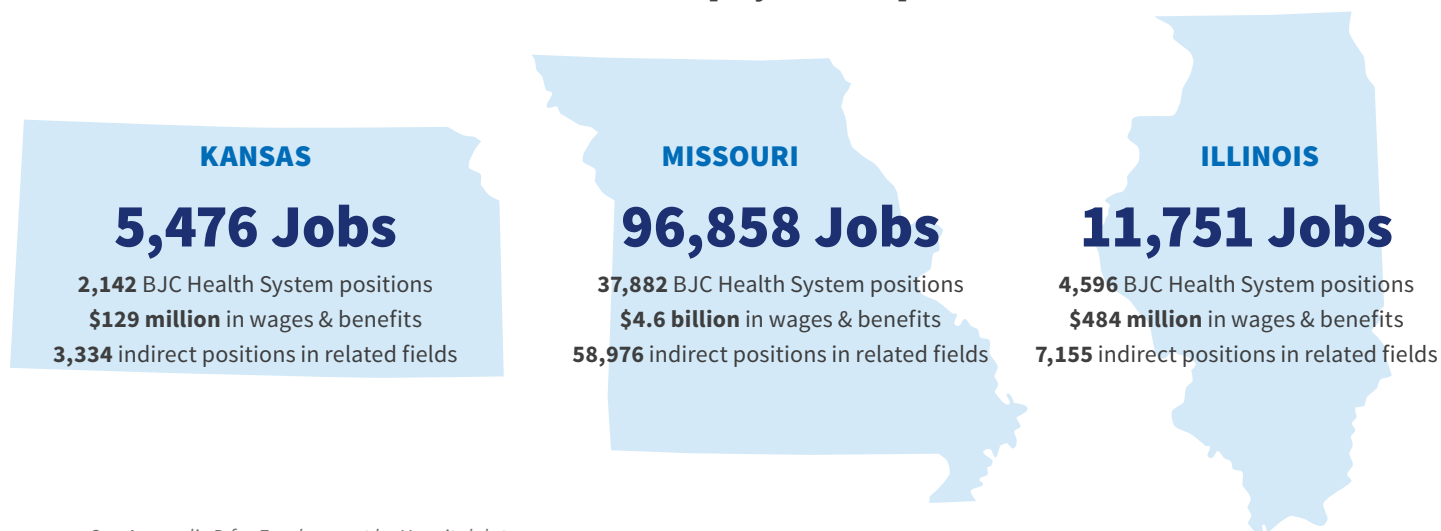 KANSAS
5,476 Jobs
2,142 BJC Health System positions
$129 million in wages & benefits
3,334 indirect positions in related fields
MISSOURI
96,858 Jobs
37,882 BJC Health System positions
$4.6 billion in wages & benefits
58,976 indirect positions in related fields
ILLINOIS
11,751 Jobs
4,596 BJC Health System positions
$484 million in wages & benefits
7,155 indirect positions in related fields